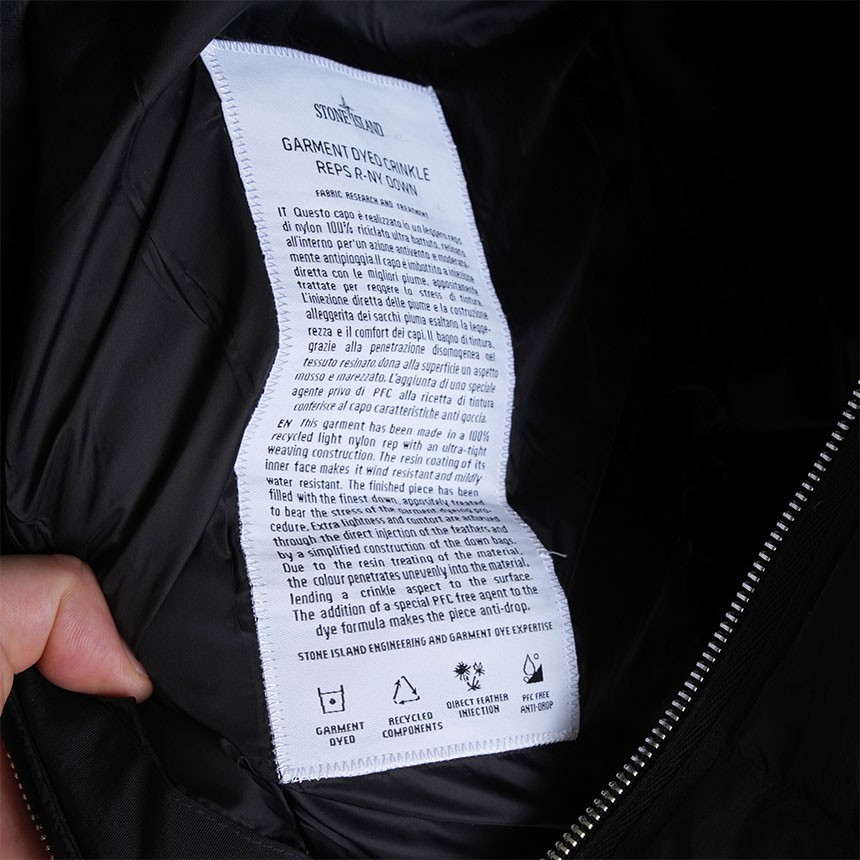 STONE ISLAND
GARMENT DYED CRINKLE
REPS R-NY DOWN
FABRIC RESEARCH AND TREATMENT
IT Questo capo è realizzato in un leggero reps
di nylon 100% riciclato ultra battuto, resinato
all'interno per un'azione antivento e moderata-
mente antipioggia. Il capo è imbottito a iniezione
diretta con le migliori piume, appositamente
trattate per reggere lo stress di tintura.
L'iniezione diretta delle piume e la costruzione
alleggerita dei sacchi piuma esaltano la legge-
rezza e il comfort dei capi. Il bagno di tintura,
grazie alla penetrazione disomogenea nel
tessuto resinato, dona alla superficie un aspetto
mosso e marezzato. L'aggiunta di uno speciale
agente privo di PFC alla ricetta di tintura
conferisce al capo caratteristiche anti goccia.
EN This garment has been made in a 100%
recycled light nylon rep with an ultra-tight
weaving construction. The resin coating of its
inner face makes it wind resistant and mildly
water resistant. The finished piece has been
filled with the finest down, appositely treated
to bear the stress of the garment dyeing pro-
cedure. Extra lightness and comfort are achieved
through the direct injection of the feathers and
by a simplified construction of the down bags.
Due to the resin treating of the material,
the colour penetrates unevenly into the material,
lending a crinkle aspect to the surface.
The addition of a special PFC free agent to the
dye formula makes the piece anti-drop.
STONE ISLAND ENGINEERING AND GARMENT DYE EXPERTISE
GARMENT
DYED
RECYCLED
COMPONENTS
DIRECT FEATHER
INJECTION
PFC FREE
ANTI-DROP